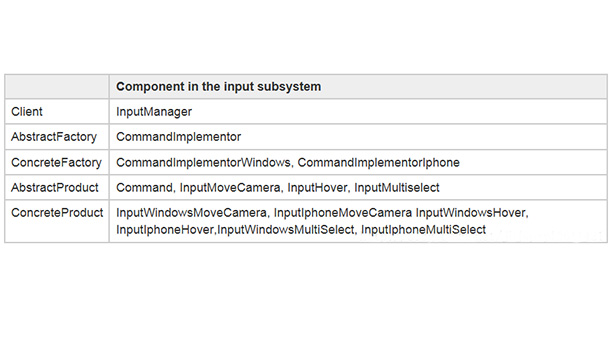 Component in the input subsystem
Client InputManager
AbstractFactory CommandImplementor
ConcreteFactory CommandImplementorWindows, CommandImplementorIphone
AbstractProduct Command, InputMoveCamera, InputHover, InputMultiselect
ConcreteProduct InputWindowsMoveCamera, InputIphoneMoveCamera InputWindowsHover,
InputIphoneHover,InputWindowsMultiSelect, InputIphoneMultiSelect